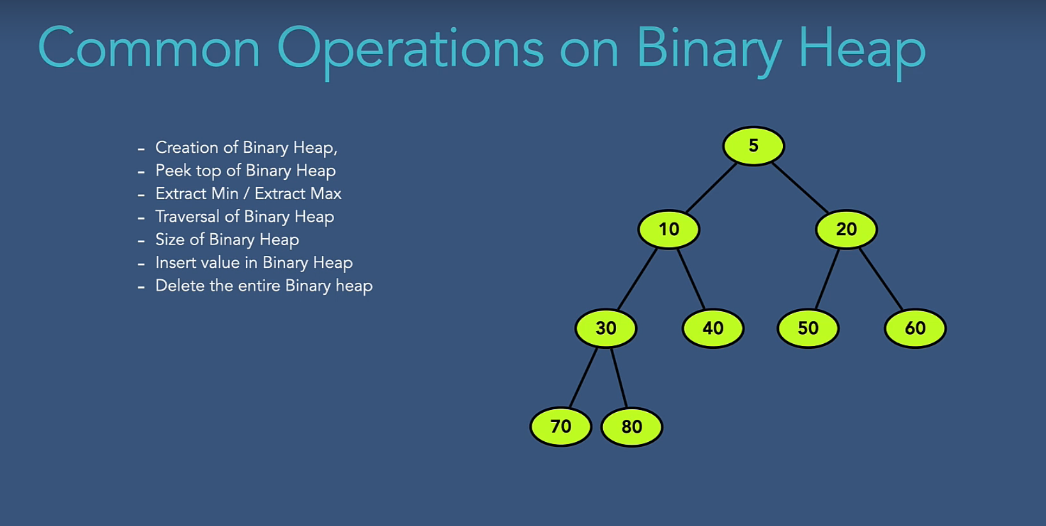 Common Operations on Binary Heap
- Creation of Binary Heap,
- Peek top of Binary Heap
- Extract Min / Extract Max
- Traversal of Binary Heap
- Size of Binary Heap
- Insert value in Binary Heap
- Delete the entire Binary heap
5
10 20
30 40 50 60
70 80